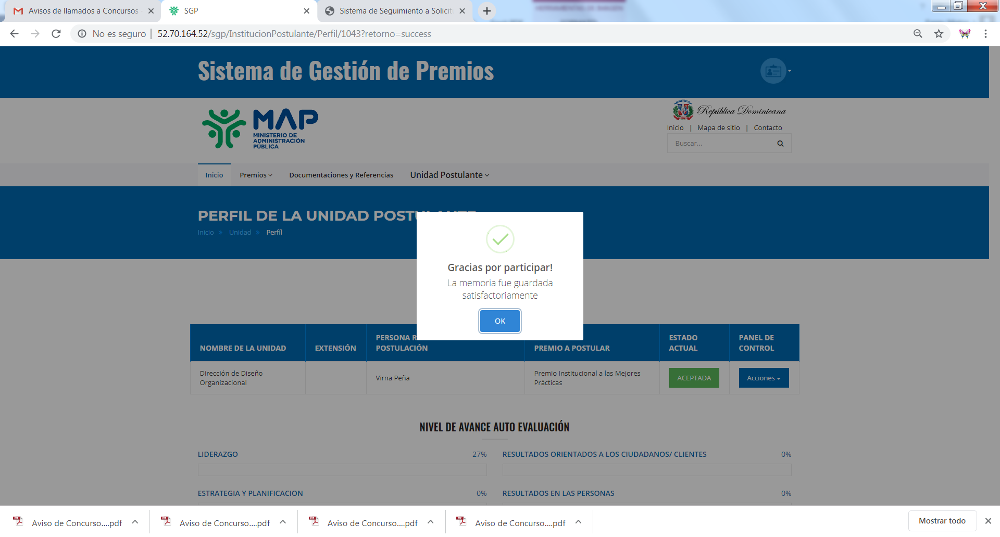 Avisos de llamados a Concursos
SGP
Sistema de Seguimiento a Solicit
No es seguro | 52.70.164.52/sgp/InstitucionPostulante/Perfil/1043?retorno=success
Sistema de Gestión de Premios
MAP
MINISTERIO DE
ADMINISTRACIÓN
PÚBLICA
República Dominicana
Inicio | Mapa de sitio | Contacto
Buscar...
Inicio Premios Documentaciones y Referencias Unidad Postulante
PERFIL DE LA UNIDAD POSTULANTE
Inicio » Unidad » Perfil
Gracias por participar!
La memoria fue guardada
satisfactoriamente
OK
NOMBRE DE LA UNIDAD
EXTENSIÓN
PERSONA R
POSTULACIÓN
PREMIO A POSTULAR
ESTADO
ACTUAL
PANEL DE
CONTROL
Dirección de Diseño
Organizacional
Virna Peña
Premio Institucional a las Mejores
Prácticas
ACEPTADA
Acciones
NIVEL DE AVANCE AUTO EVALUACIÓN
LIDERAZGO 27%
RESULTADOS ORIENTADOS A LOS CIUDADANOS/ CLIENTES 0%
ESTRATEGIA Y PLANIFICACION 0%
RESULTADOS EN LAS PERSONAS 0%
Aviso de Concurso....pdf
Aviso de Concurso....pdf
Aviso de Concurso....pdf
Aviso de Concurso....pdf
Mostrar todo